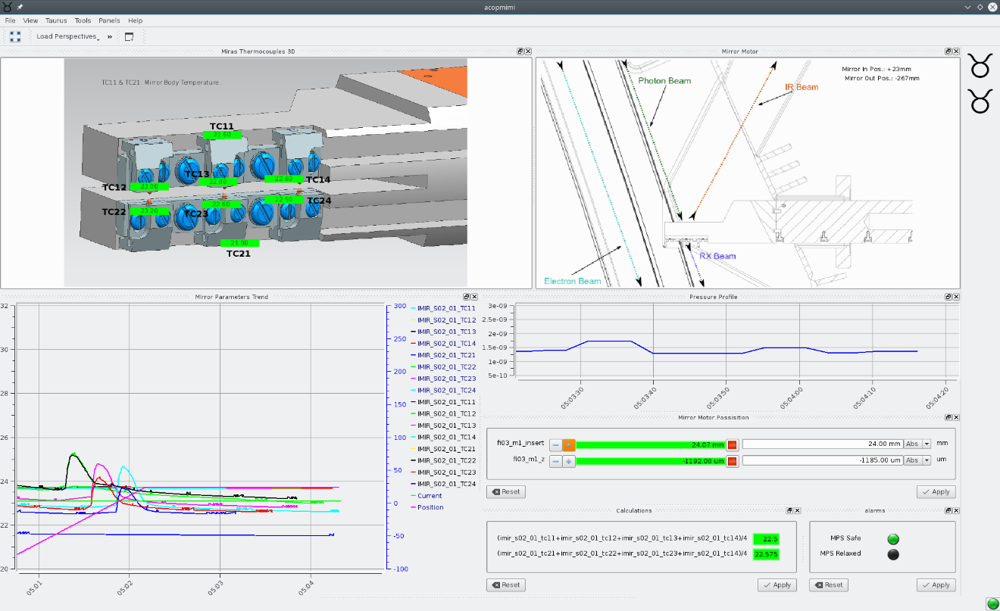 acopmimi
File View Taurus Tools Panels Help
Load Perspectives »
Miras Thermocouples 3D
TC11 & TC21: Mirror Body Temperature.
TC11
21.60
TC13
22.80
22.60
TC14
TC12
23.00
TC22
23.20
TC23
22.60
22.50
TC24
21.90
TC21
Mirror Motor
Mirror In Pos.: +23mm
Mirror Out Pos.: -267mm
Photon Beam
IR Beam
RX Beam
Electron Beam
Mirror Parameters Trend
32
30
28
26
24
22
20
300
250
200
150
100
50
0
-50
-100
05:01
05:02
05:03
05:04
IMIR_S02_01_TC11
IMIR_S02_01_TC12
IMIR_S02_01_TC13
IMIR_S02_01_TC14
IMIR_S02_01_TC21
IMIR_S02_01_TC22
IMIR_S02_01_TC23
IMIR_S02_01_TC24
IMIR_S02_01_TC11
IMIR_S02_01_TC12
IMIR_S02_01_TC13
IMIR_S02_01_TC14
IMIR_S02_01_TC21
IMIR_S02_01_TC22
IMIR_S02_01_TC23
IMIR_S02_01_TC24
Current
Position
Pressure Profile
3e-09
2.5e-09
2e-09
1.5e-09
1e-09
5e-10
05:03:30
05:03:40
05:03:50
05:04:00
05:04:10
05:04:20
Mirror Motor Possisition
fi03_m1_insert 24.07 mm 24.00 mm Abs mm
fi03_m1_z -1192.00 um -1185.00 um Abs um
Reset Apply
Calculations
(imir_s02_01_tc11+imir_s02_01_tc12+imir_s02_01_tc13+imir_s02_01_tc14)/4 22.5
(imir_s02_01_tc21+imir_s02_01_tc22+imir_s02_01_tc23+imir_s02_01_tc14)/4 22.575
Reset Apply
alarms
MPS Safe
MPS Relaxed
Reset Apply